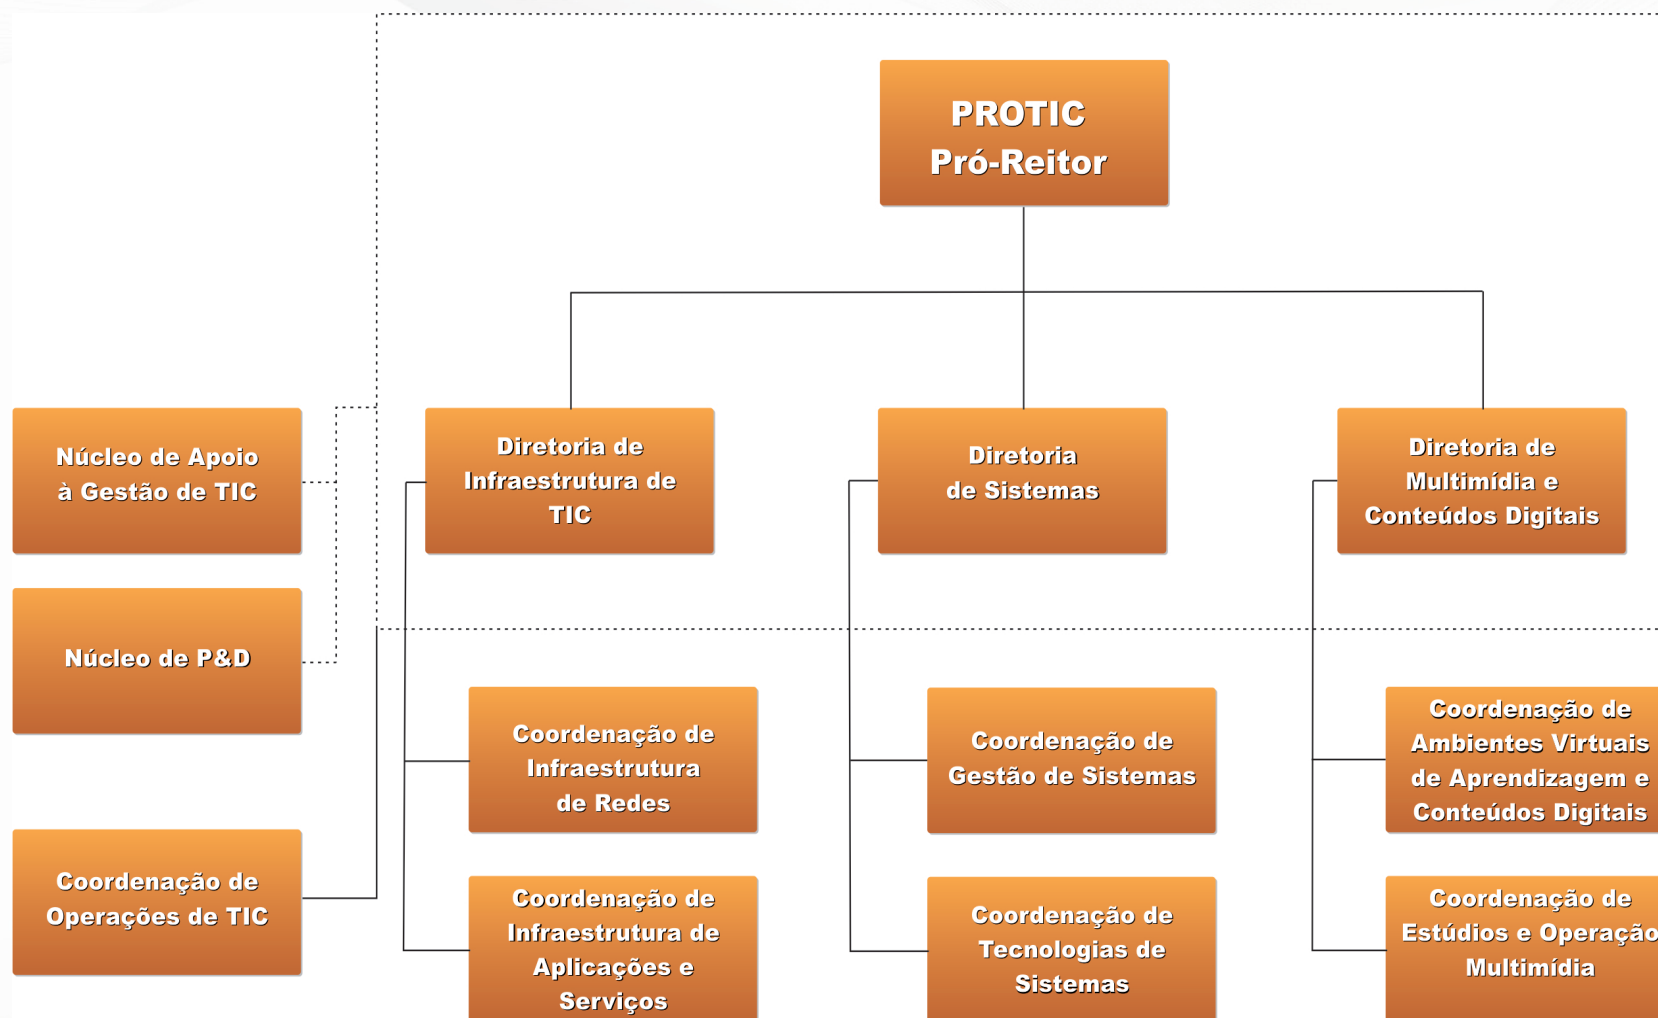 PROTIC
Pró-Reitor
Núcleo de Apoio
à Gestão de TIC
Diretoria de
Infraestrutura de
TIC
Diretoria
de Sistemas
Diretoria de
Multimídia e
Conteúdos Digitais
Núcleo de P&D
Coordenação de
Infraestrutura
de Redes
Coordenação de
Gestão de Sistemas
Coordenação de
Ambientes Virtuais
de Aprendizagem e
Conteúdos Digitais
Coordenação de
Operações de TIC
Coordenação de
Infraestrutura de
Aplicações e
Serviços
Coordenação de
Tecnologias de
Sistemas
Coordenação de
Estúdios e Operação
Multimídia